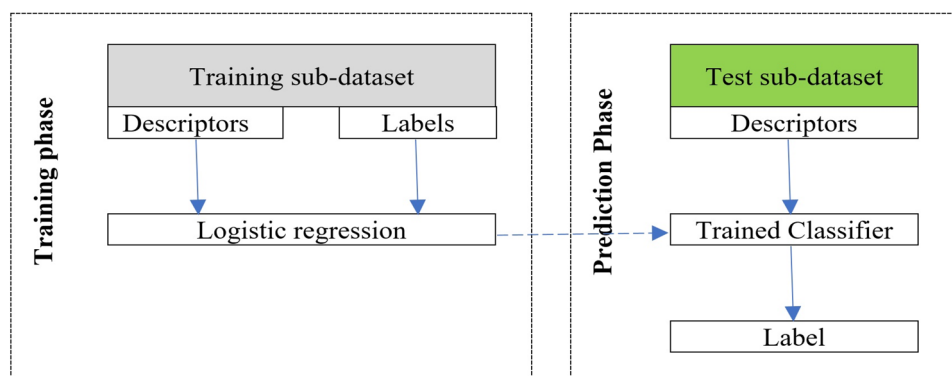 Training phase
Training sub-dataset
Descriptors
Labels
Logistic regression
Prediction Phase
Test sub-dataset
Descriptors
Trained Classifier
Label